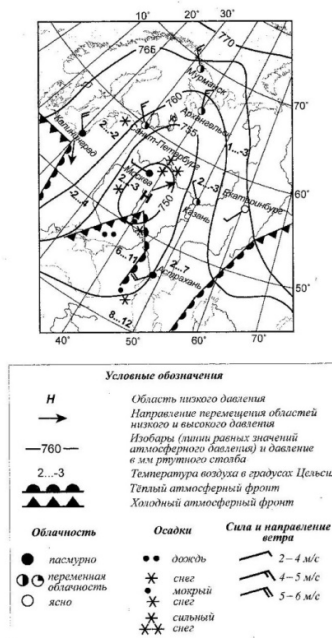 10°
20°
30°
766
770
Мурманск
70°
760
755
Архангельск
Калининград
2...-2
Санкт-Петербург
-1...-3
Москва
2...-3
Н
750
-2...-4
2...-3
Казань
Екатеринбург
60°
6...11
2...-7
Астрахань
8...12
50°
40°
50°
60°
70°
Условные обозначения
Н Область низкого давления
Направление перемещения областей
низкого и высокого давления
—760— Изобары (линии равных значений
атмосферного давления) и давление
в мм ртутного столба
2...-3 Температура воздуха в градусах Цельсия
Тёплый атмосферный фронт
Холодный атмосферный фронт
Облачность
пасмурно
переменная
облачность
ясно
Осадки
дождь
снег
мокрый
снег
сильный
снег
Сила и направление
ветра
2–4 м/с
4–5 м/с
5–6 м/с